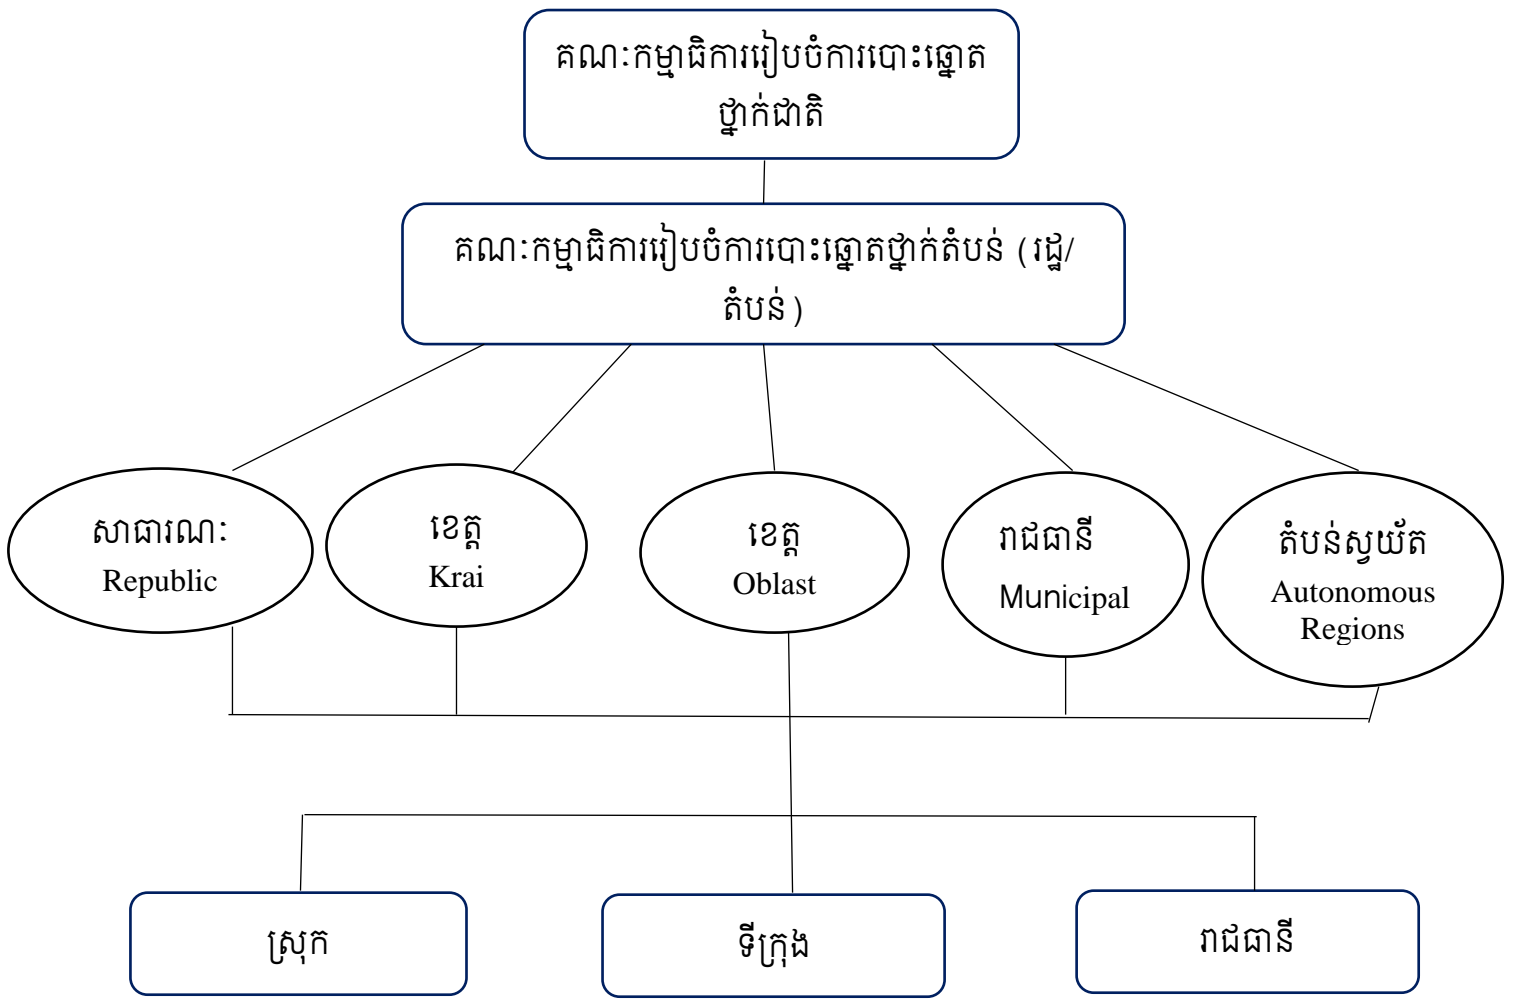 គណៈកម្មាធិការរៀបចំការបោះឆ្នោត
ថ្នាក់ជាតិ
គណៈកម្មាធិការរៀបចំការបោះឆ្នោតថ្នាក់តំបន់ (រដ្ឋ/
តំបន់)
សាធារណៈ
Republic
ខេត្ត
Krai
ខេត្ត
Oblast
រាជធានី
Municipal
តំបន់ស្វយ័ត
Autonomous
Regions
ស្រុក
ទីក្រុង
រាជធានី